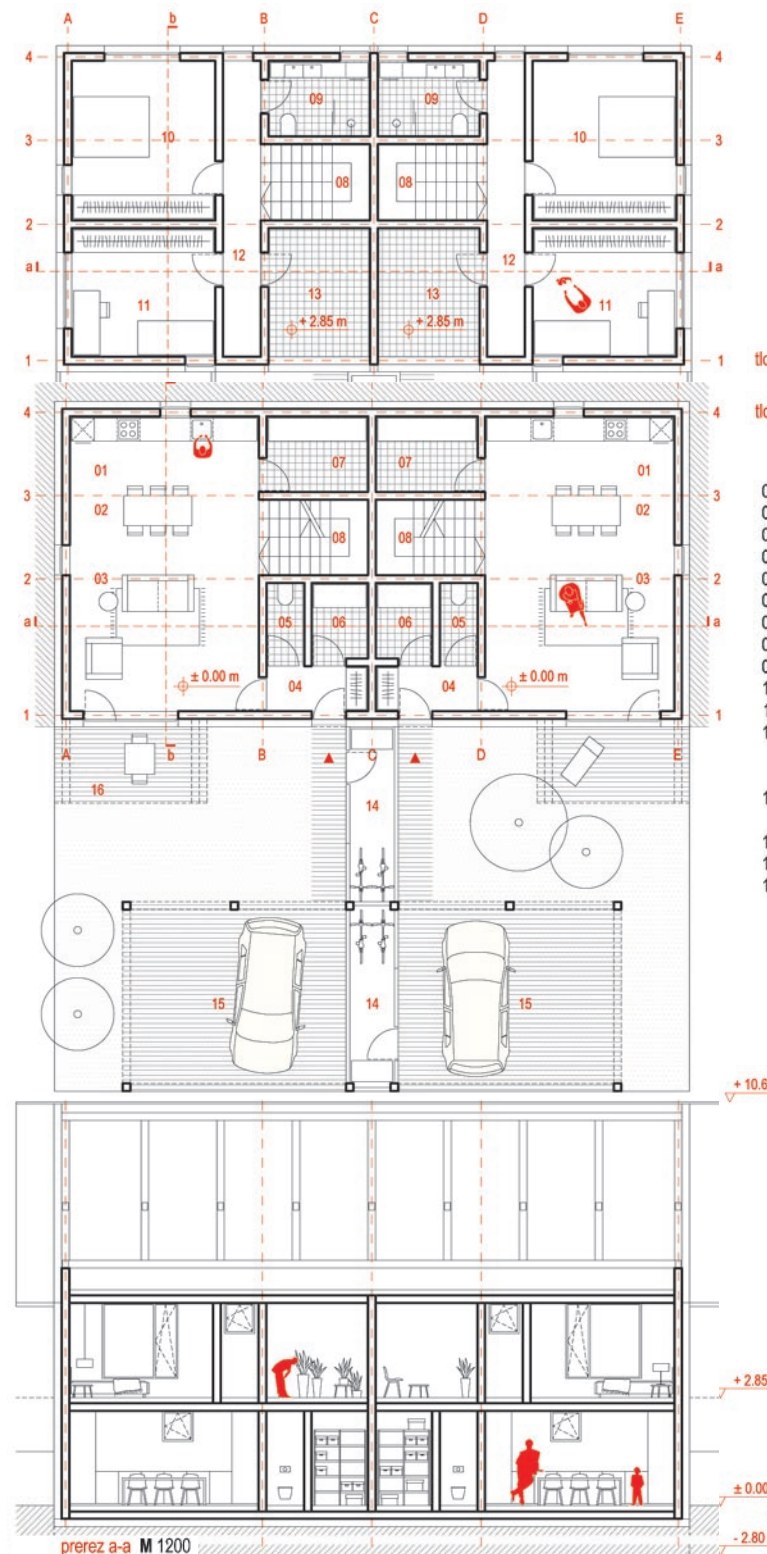 A b B C D E
4 4
09 09
10 10
3 3
08 08
2 2
12 12
a a
13 13
11 11
+ 2.85 m + 2.85 m
1 1 tlo
4 4 tlo
01 07 07 01
3 3
02 02
08 08
2 03 03 2
05 06 06 05
a a
04 04
± 0.00 m ± 0.00 m
1 1
A b B C D E
16
14
15 14 15
+ 10.6
+ 2.85
± 0.00
- 2.80
prerez a-a M 1200